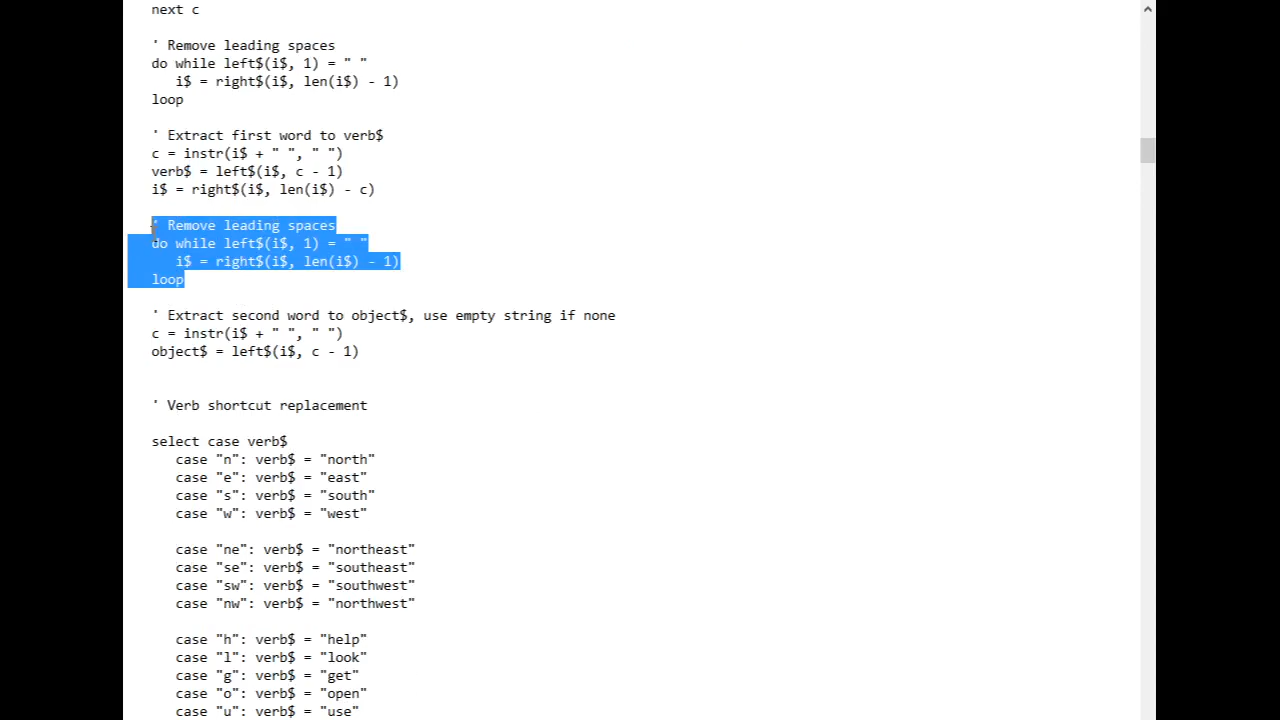 next c
' Remove leading spaces
do while left$(i$, 1) = " "
i$ = right$(i$, len(i$) - 1)
loop
' Extract first word to verb$
c = instr(i$ + " ", " ")
verb$ = left$(i$, c - 1)
i$ = right$(i$, len(i$) - c)
' Remove leading spaces
do while left$(i$, 1) = " "
i$ = right$(i$, len(i$) - 1)
loop
' Extract second word to object$, use empty string if none
c = instr(i$ + " ", " ")
object$ = left$(i$, c - 1)
' Verb shortcut replacement
select case verb$
case "n": verb$ = "north"
case "e": verb$ = "east"
case "s": verb$ = "south"
case "w": verb$ = "west"
case "ne": verb$ = "northeast"
case "se": verb$ = "southeast"
case "sw": verb$ = "southwest"
case "nw": verb$ = "northwest"
case "h": verb$ = "help"
case "l": verb$ = "look"
case "g": verb$ = "get"
case "o": verb$ = "open"
case "u": verb$ = "use"